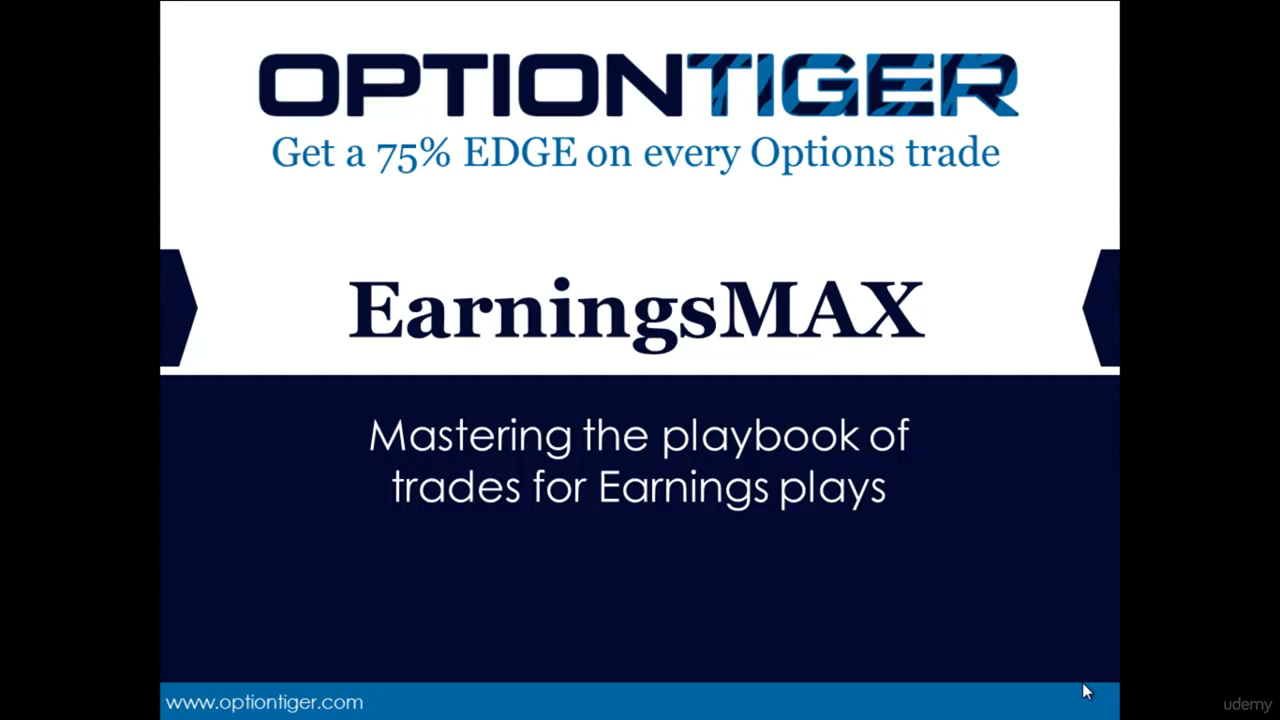 OPTIONTIGER
Get a 75% EDGE on every Options trade
EarningsMAX
Mastering the playbook of
trades for Earnings plays
www.optiontiger.com
udemy